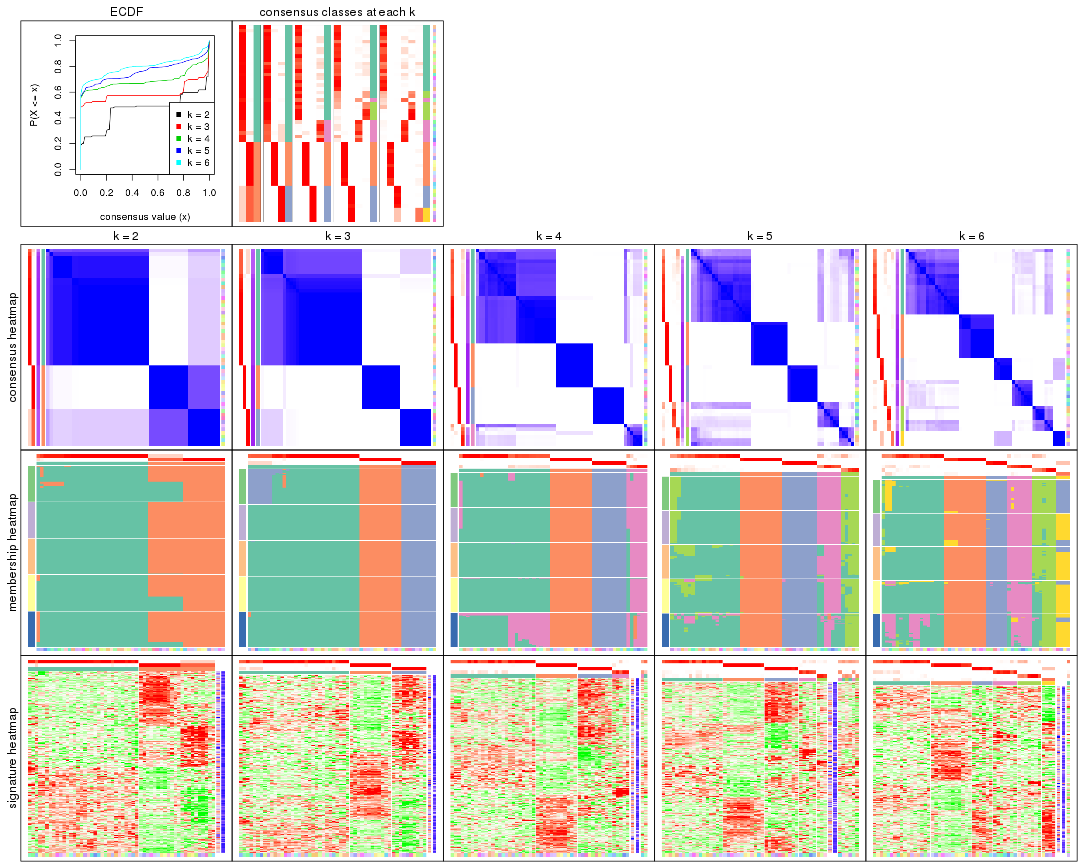 ECDF
consensus classes at each k
P(X <= x)
0.0 0.2 0.4 0.6 0.8 1.0
k = 2
k = 3
k = 4
k = 5
k = 6
0.0 0.2 0.4 0.6 0.8 1.0
consensus value (x)
k = 2 k = 3 k = 4 k = 5 k = 6
consensus heatmap
membership heatmap
signature heatmap